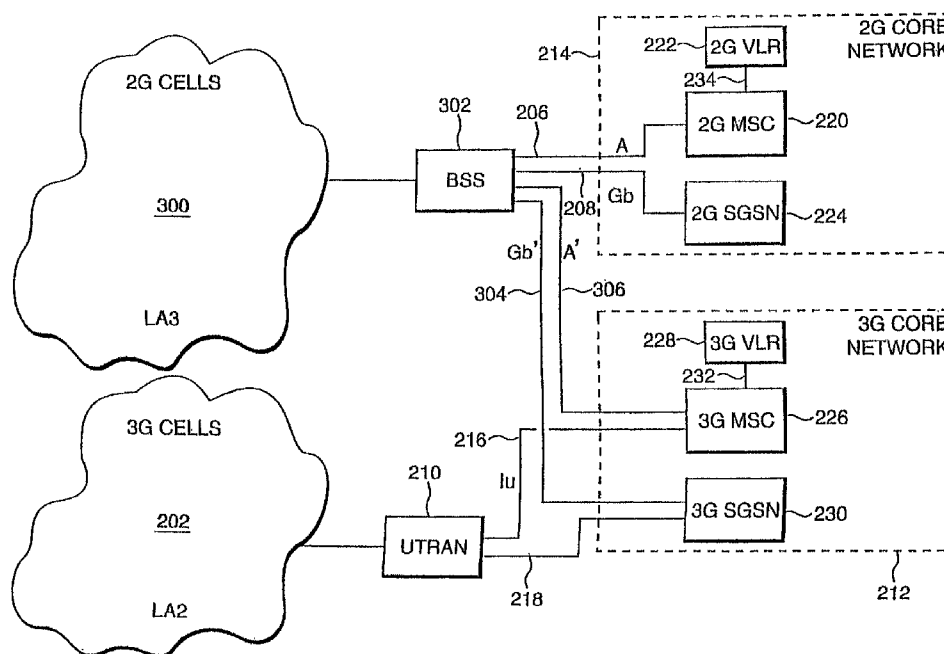 2G CELLS
300
LA3
3G CELLS
202
LA2
302
BSS
206
A
208
Gb
Gb'
A'
304
306
210
UTRAN
216
Iu
218
2G CORE
NETWORK
214
222
2G VLR
234
2G MSC
220
2G SGSN
224
3G CORE
NETWORK
228
3G VLR
232
3G MSC
226
3G SGSN
230
212